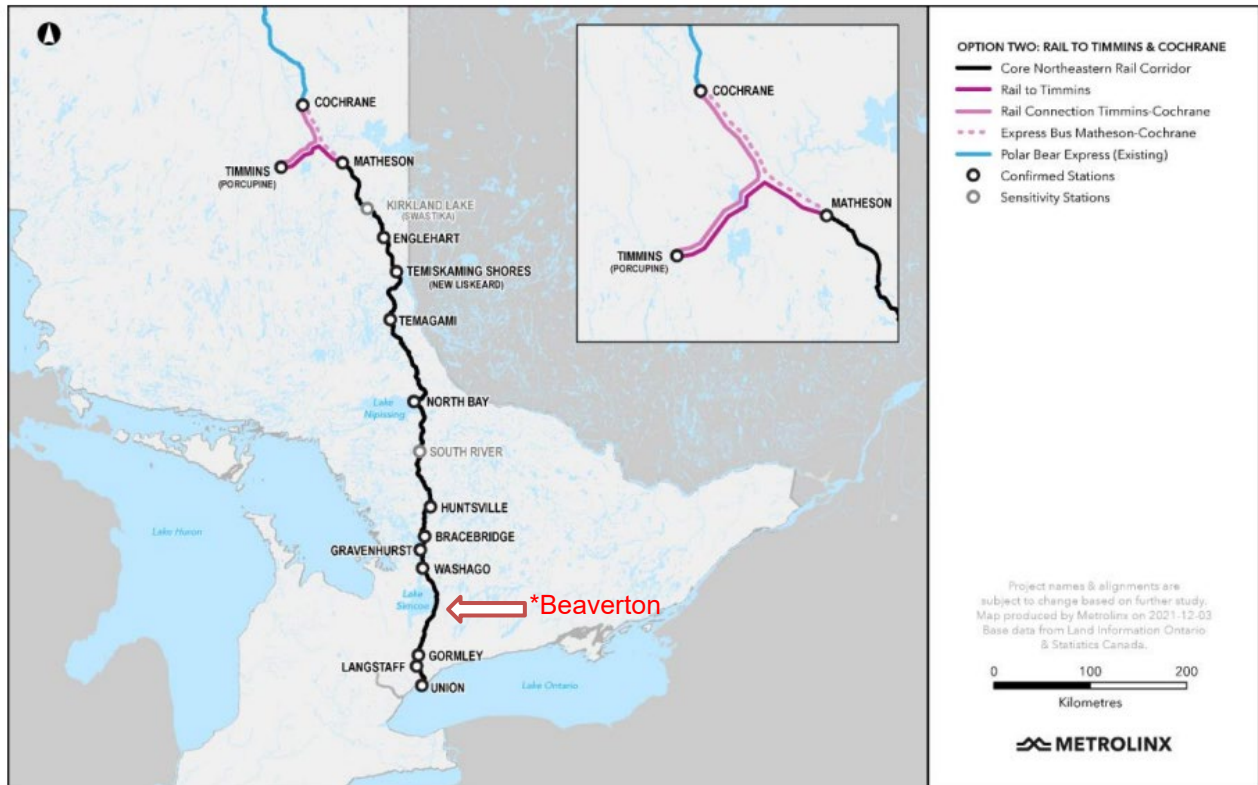 COCHRANE
TIMMINS
(PORCUPINE)
MATHESON
KIRKLAND LAKE
(SWASTIKA)
ENGLEHART
TEMISKAMING SHORES
(NEW LISKEARD)
TEMAGAMI
Lake
Nipissing
NORTH BAY
SOUTH RIVER
HUNTSVILLE
Lake Huron
BRACEBRIDGE
GRAVENHURST
WASHAGO
Lake
Simcoe
*Beaverton
GORMLEY
LANGSTAFF
UNION
Lake Ontario
COCHRANE
MATHESON
TIMMINS
(PORCUPINE)
OPTION TWO: RAIL TO TIMMINS & COCHRANE
Core Northeastern Rail Corridor
Rail to Timmins
Rail Connection Timmins-Cochrane
Express Bus Matheson-Cochrane
Polar Bear Express (Existing)
Confirmed Stations
Sensitivity Stations
Project names & alignments are
subject to change based on further study.
Map produced by Metrolinx on 2021-12-03
Base data from Land Information Ontario
& Statistics Canada.
0 100 200
Kilometres
METROLINX